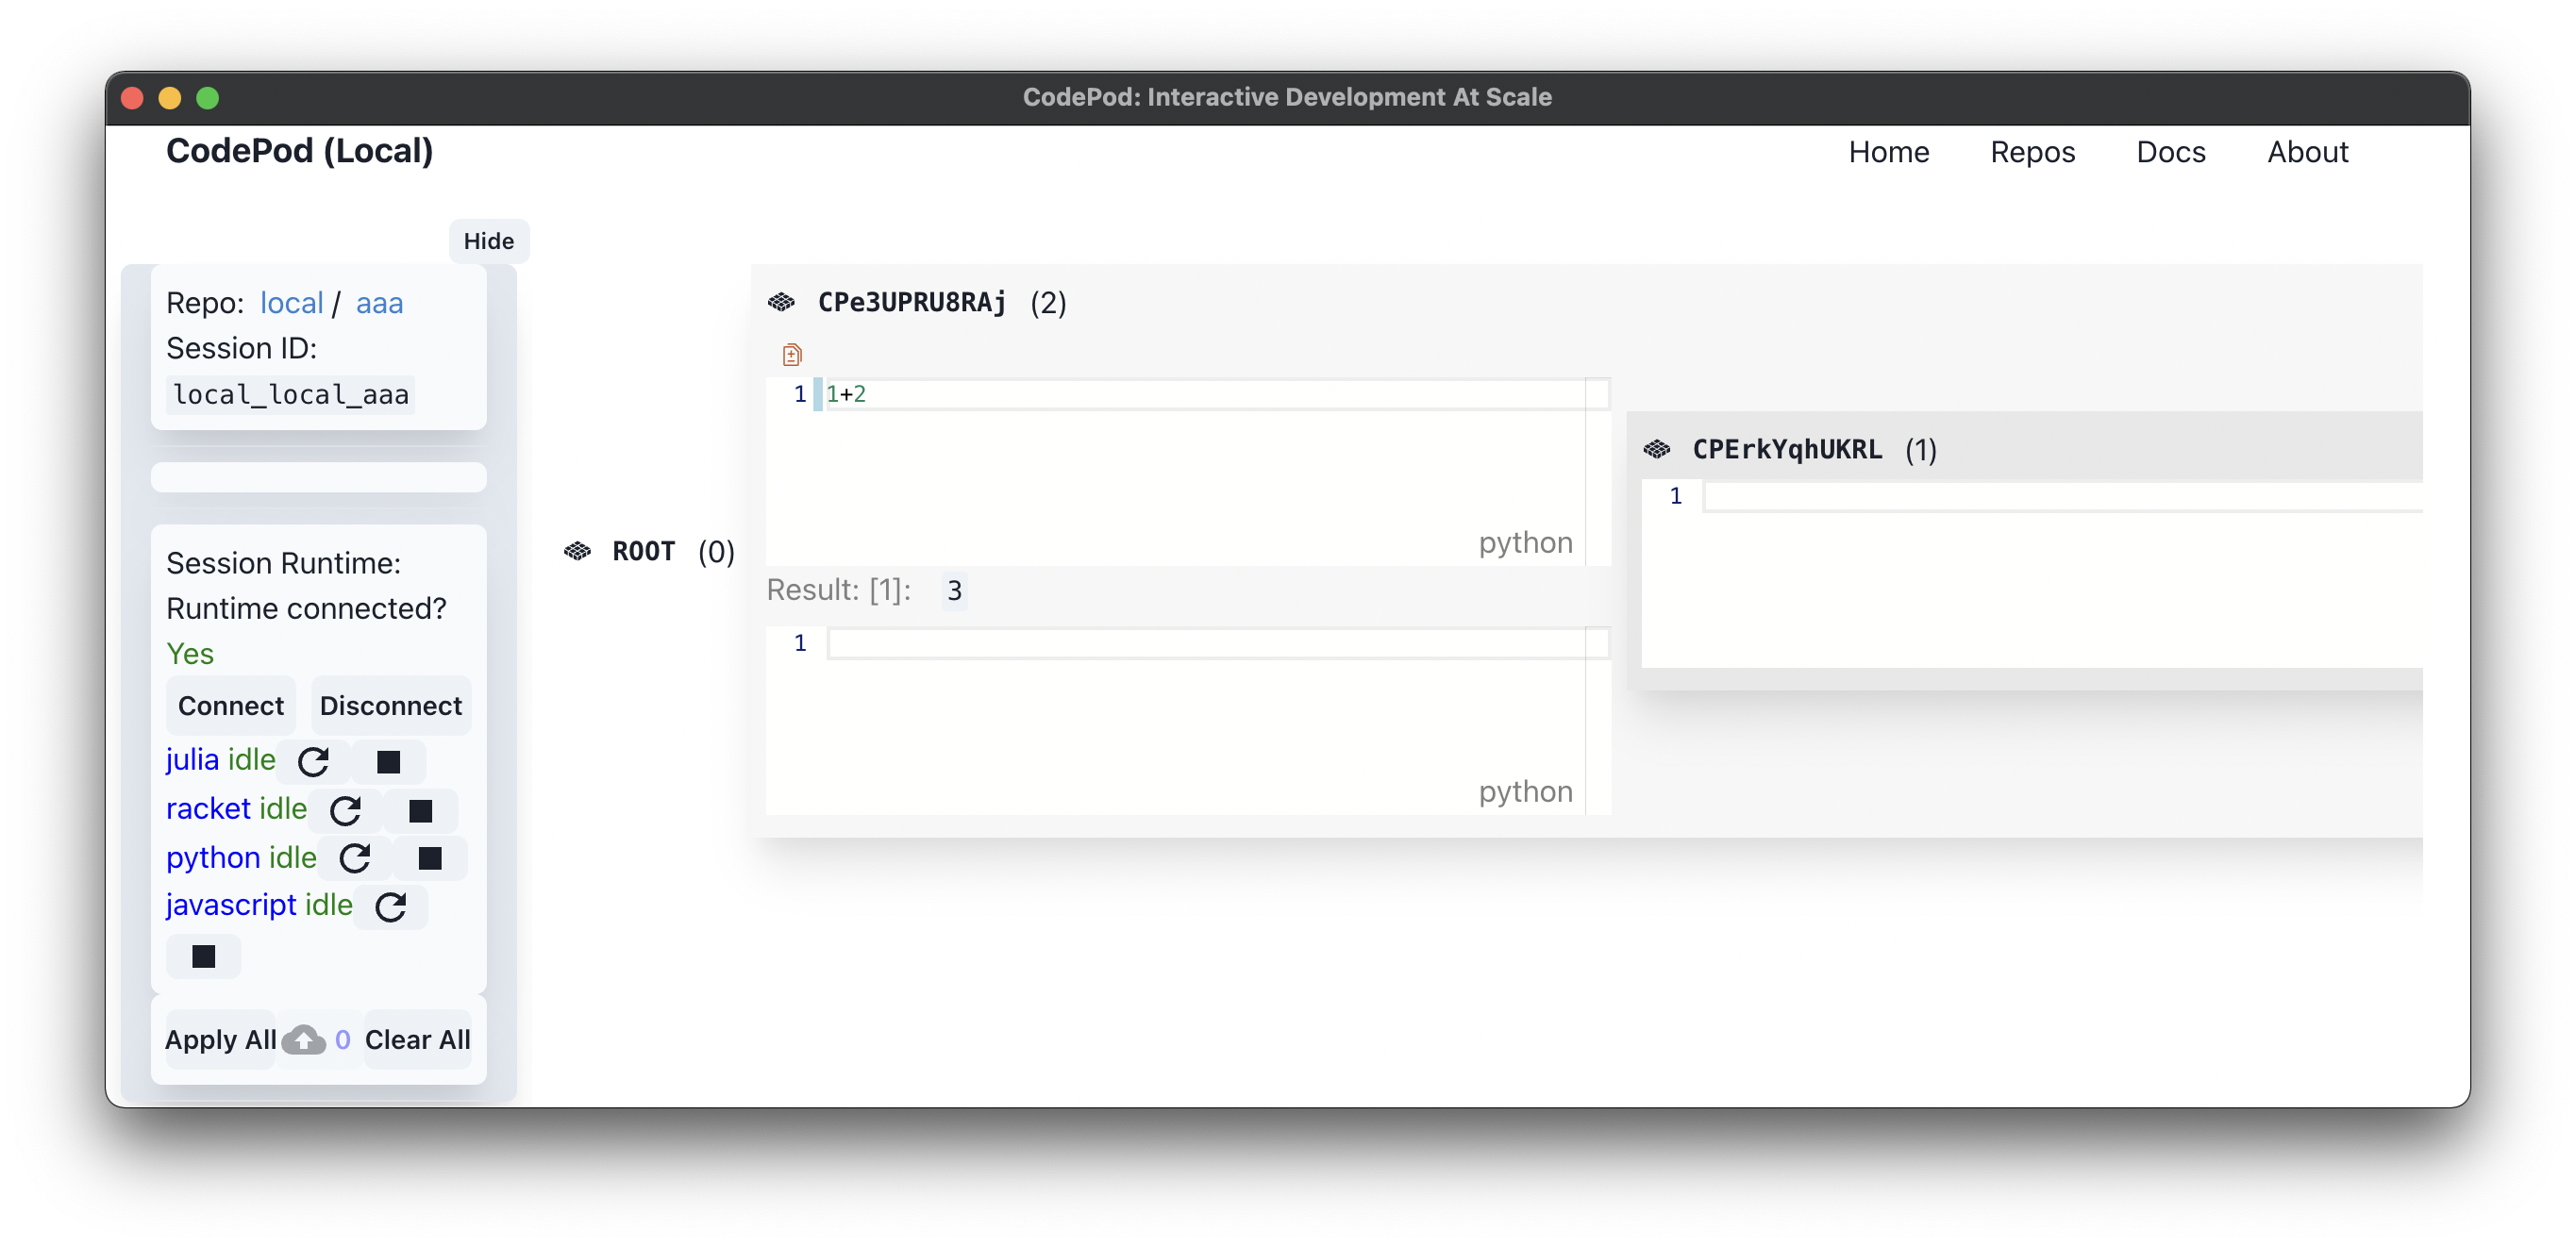 CodePod: Interactive Development At Scale
CodePod (Local)
Home Repos Docs About
Hide
Repo: local / aaa
Session ID:
local_local_aaa
Session Runtime:
Runtime connected?
Yes
Connect Disconnect
julia idle
racket idle
python idle
javascript idle
Apply All 0 Clear All
ROOT (0)
CPe3UPRU8RAj (2)
1 1+2
python
Result: [1]: 3
1
python
CPErkYqhUKRL (1)
1